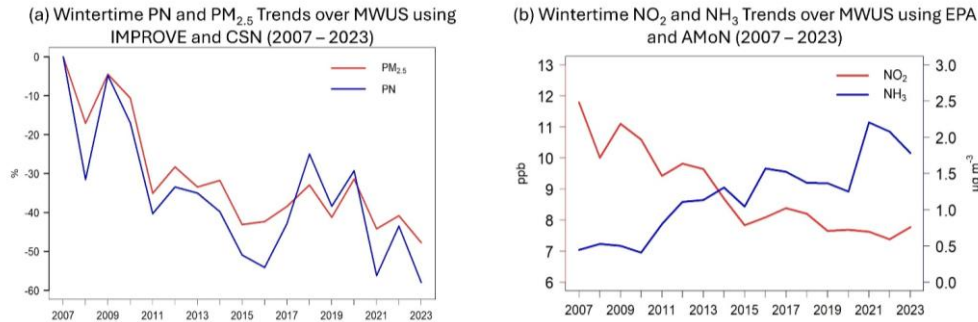 (a) Wintertime PN and PM2.5 Trends over MWUS using
IMPROVE and CSN (2007 – 2023)
0
-10
-20
-30
-40
-50
-60
%
PM2.5
PN
2007 2009 2011 2013 2015 2017 2019 2021 2023
(b) Wintertime NO2 and NH3 Trends over MWUS using EPA
and AMoN (2007 – 2023)
13
12
11
10
9
8
7
6
ppb
NO2
NH3
3.0
2.5
2.0
1.5
1.0
0.5
0.0
ug m-3
2007 2009 2011 2013 2015 2017 2019 2021 2023